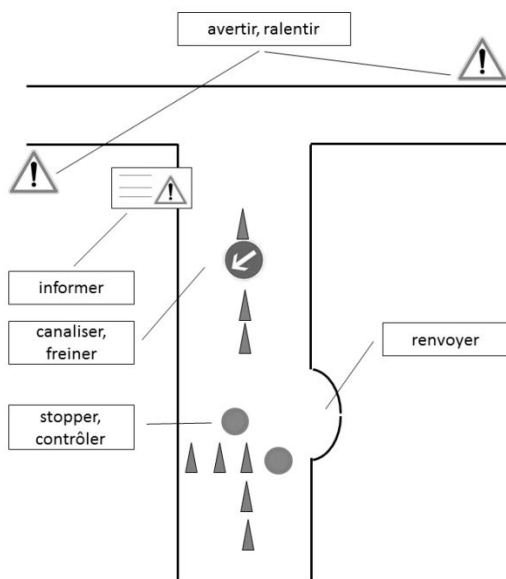 avertir, ralentir
!
!
!
informer
canaliser,
freiner
renvoyer
stopper,
contrôler